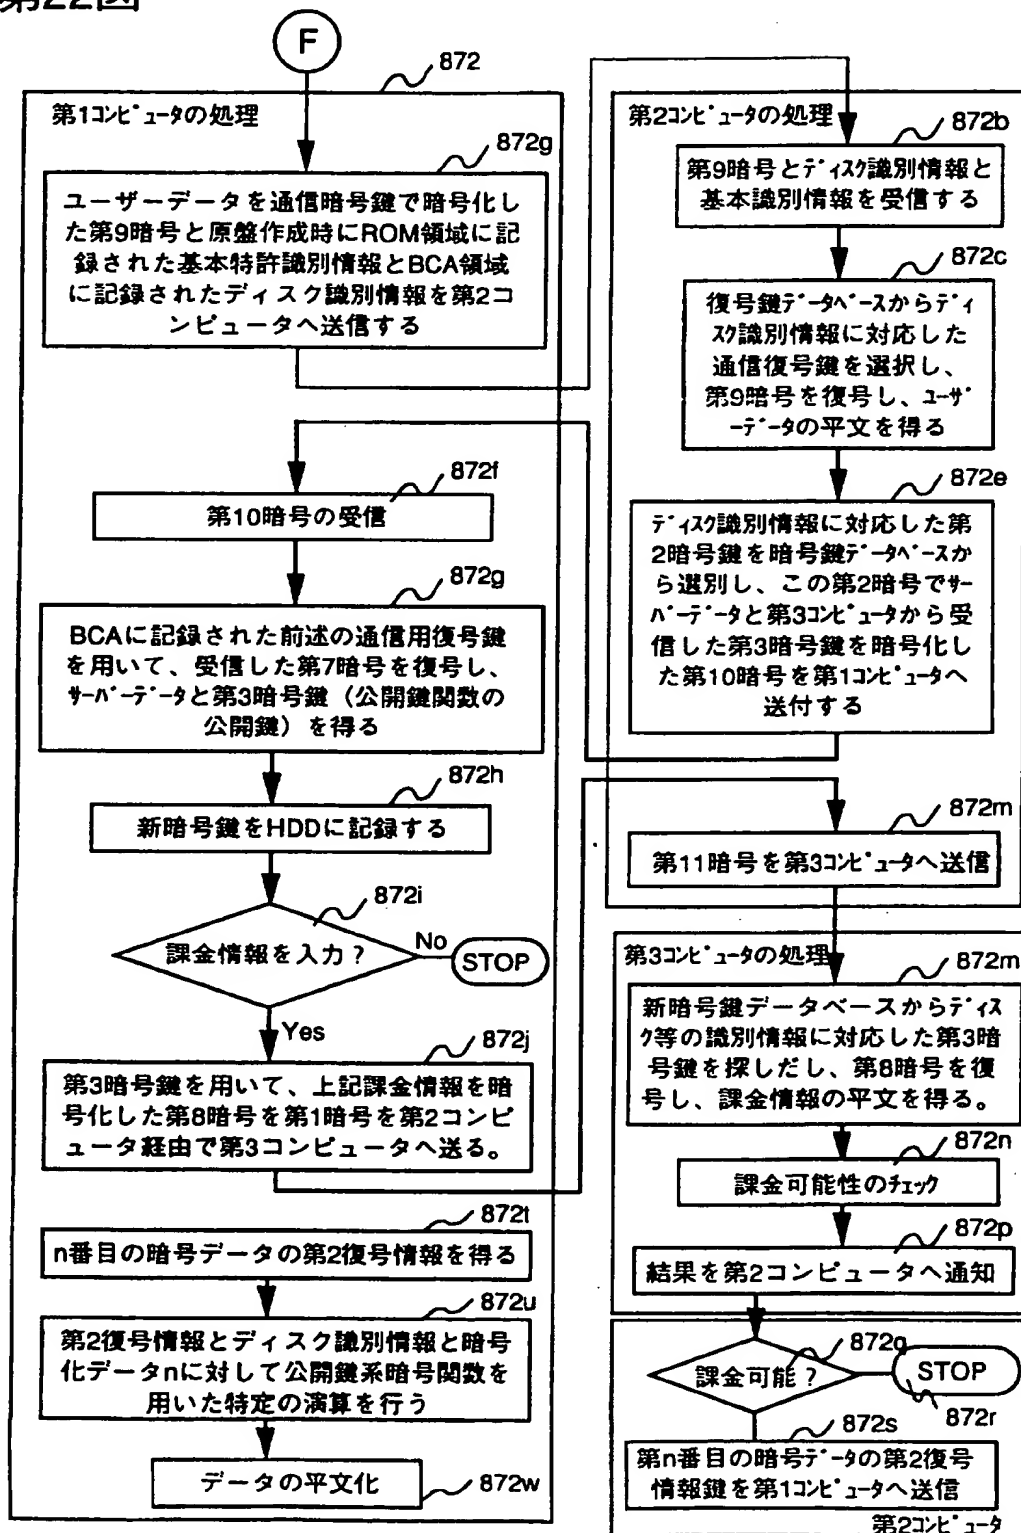 第22図
F
872
第1コンピュータの処理
872g
ユーザーデータを通信暗号鍵で暗号化し
た第9暗号と原盤作成時にROM領域に記
録された基本特許識別情報とBCA領域
に記録されたディスク識別情報を第2コ
ンピュータへ送信する
872f
第10暗号の受信
872g
BCAに記録された前述の通信用復号鍵
を用いて、受信した第7暗号を復号し、
サーバーデータと第3暗号鍵（公開鍵関数の
公開鍵）を得る
872h
新暗号鍵をHDDに記録する
872i
課金情報を入力？
No
STOP
Yes
872j
第3暗号鍵を用いて、上記課金情報を暗
号化した第8暗号を第1暗号を第2コンピ
ュータ経由で第3コンピュータへ送る。
872t
n番目の暗号データの第2復号情報を得る
872u
第2復号情報とディスク識別情報と暗号
化データnに対して公開鍵系暗号関数を
用いた特定の演算を行う
データの平文化
872w
第2コンピュータの処理
872b
第9暗号とディスク識別情報と
基本識別情報を受信する
872c
復号鍵データベースからディ
スク識別情報に対応した
通信復号鍵を選択し、
第9暗号を復号し、ユーザ
ーデータの平文を得る
872e
ディスク識別情報に対応した第
2暗号鍵を暗号鍵データベースか
ら選別し、この第2暗号でサー
バーデータと第3コンピュータから受
信した第3暗号鍵を暗号化し
た第10暗号を第1コンピュータへ
送付する
872m
第11暗号を第3コンピュータへ送信
第3コンピュータの処理
872m
新暗号鍵データベースからディス
ク等の識別情報に対応した第3暗
号鍵を探しだし、第8暗号を復
号し、課金情報の平文を得る。
872n
課金可能性のチェック
872p
結果を第2コンピュータへ通知
872q
課金可能？
STOP
872r
872s
第n番目の暗号データの第2復号
情報鍵を第1コンピュータへ送信
第2コンピュータ